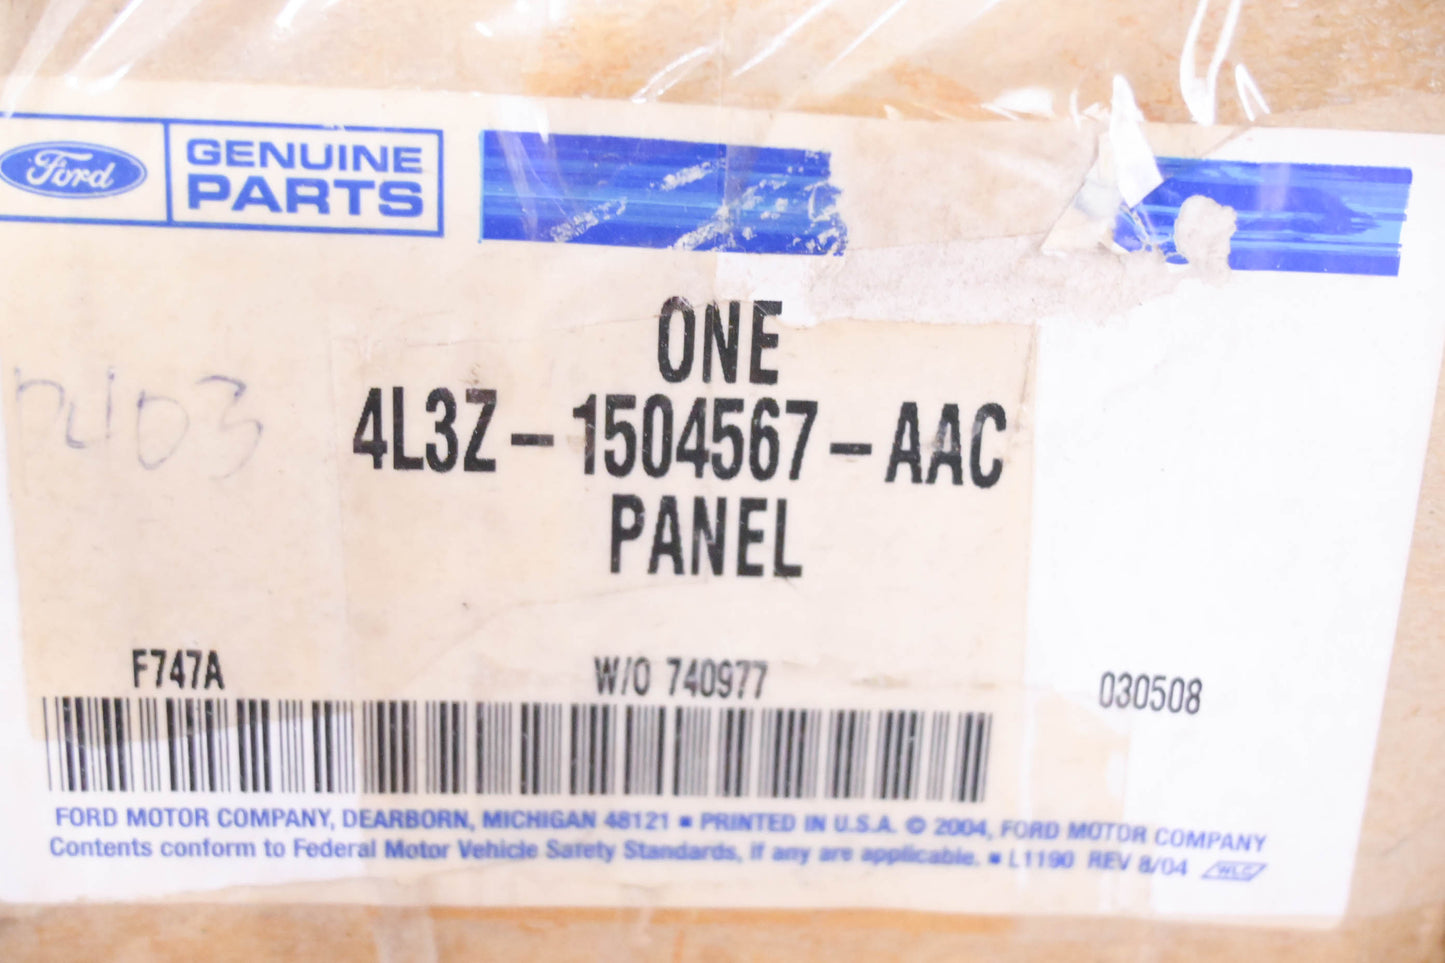 Ford
GENUINE
PARTS
ONE
4L3Z-1504567-AAC
PANEL
F747A
W/O 740977
030508
FORD MOTOR COMPANY, DEARBORN, MICHIGAN 48121 ▪ PRINTED IN U.S.A. © 2004, FORD MOTOR COMPANY
Contents conform to Federal Motor Vehicle Safety Standards, if any are applicable. ▪ L1190 REV 8/04 WLC